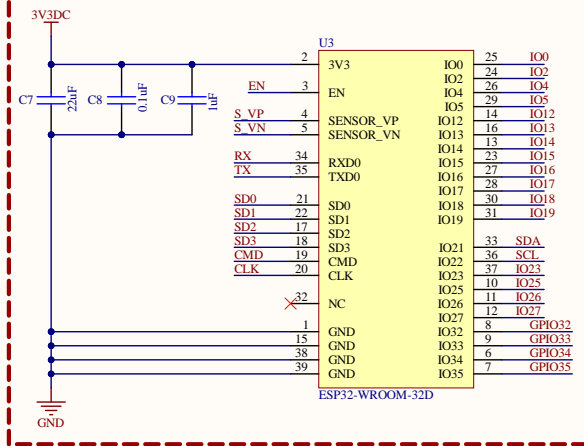 3V3DC
U3
2 3V3 IO0 25 IO0
IO2 24 IO2
C7 22uF C8 0.1uF C9 1uF EN 3 EN IO4 26 IO4
IO5 29 IO5
S_VP 4 SENSOR_VP IO12 14 IO12
S_VN 5 SENSOR_VN IO13 16 IO13
IO14 13 IO14
RX 34 RXD0 IO15 23 IO15
TX 35 TXD0 IO16 27 IO16
IO17 28 IO17
SD0 21 SD0 IO18 30 IO18
SD1 22 SD1 IO19 31 IO19
SD2 17 SD2
SD3 18 SD3 IO21 33 SDA
CMD 19 CMD IO22 36 SCL
CLK 20 CLK IO23 37 IO23
IO25 10 IO25
32 NC IO26 11 IO26
IO27 12 IO27
1 GND IO32 8 GPIO32
15 GND IO33 9 GPIO33
38 GND IO34 6 GPIO34
39 GND IO35 7 GPIO35
ESP32-WROOM-32D
GND